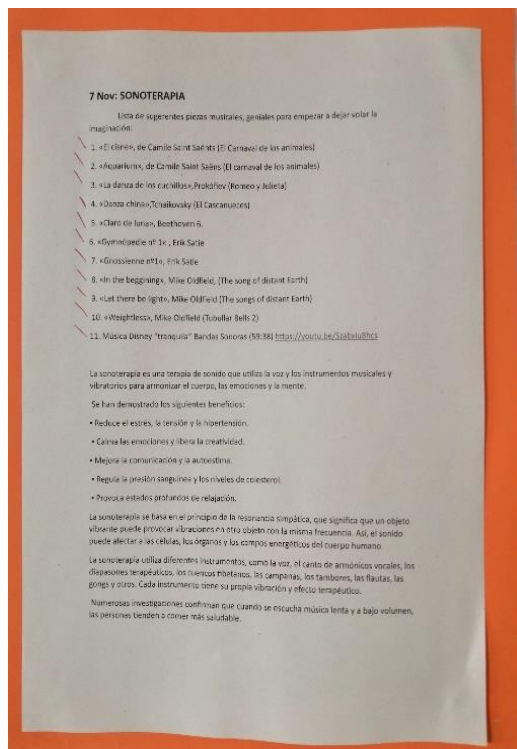 7 Nov: SONOTERAPIA
Lista de sugerentes piezas musicales, geniales para empezar a dejar volar la
imaginación:
1. «El cisne», de Camile Saint Saënts (El Carnaval de los animales)
2. «Aquarium», de Camile Saint Saëns (El carnaval de los animales)
3. «La danza de los cuchillos»,Prokófiev (Romeo y Julieta)
4. «Danza china»,Tchaikovsky (El Cascanueces)
5. «Claro de luna», Beethoven 6.
6. «Gymnópedie nº 1« , Erik Satie
7. «Gnossienne nº1«, Erik Satie
8. «In the beggining», Mike Oldfield, (The song of distant Earth)
9. «Let there be light», Mike Oldfield (The songs of distant Earth)
10. «Weightless», Mike Oldfield (Tubullar Bells 2)
11. Música Disney "tranquila" Bandas Sonoras (59:38)
La sonoterapia es una terapia de sonido que utiliza la voz y los instrumentos musicales y
vibratorios para armonizar el cuerpo, las emociones y la mente.
Se han demostrado los siguientes beneficios:
• Reduce el estrés, la tensión y la hipertensión.
• Calma las emociones y libera la creatividad.
• Mejora la comunicación y la autoestima.
• Regula la presión sanguínea y los niveles de colesterol.
• Provoca estados profundos de relajación.
La sonoterapia se basa en el principio de la resonancia simpática, que significa que un objeto
vibrante puede provocar vibraciones en otro objeto con la misma frecuencia. Así, el sonido
puede afectar a las células, los órganos y los campos energéticos del cuerpo humano.
La sonoterapia utiliza diferentes instrumentos, como la voz, el canto de armónicos vocales, los
diapasones terapéuticos, los cuencos tibetanos, las campanas, los tambores, las flautas, las
gongs y otros. Cada instrumento tiene su propia vibración y efecto terapéutico.
Numerosas investigaciones confirman que cuando se escucha música lenta y a bajo volumen,
las personas tienden a comer más saludable.